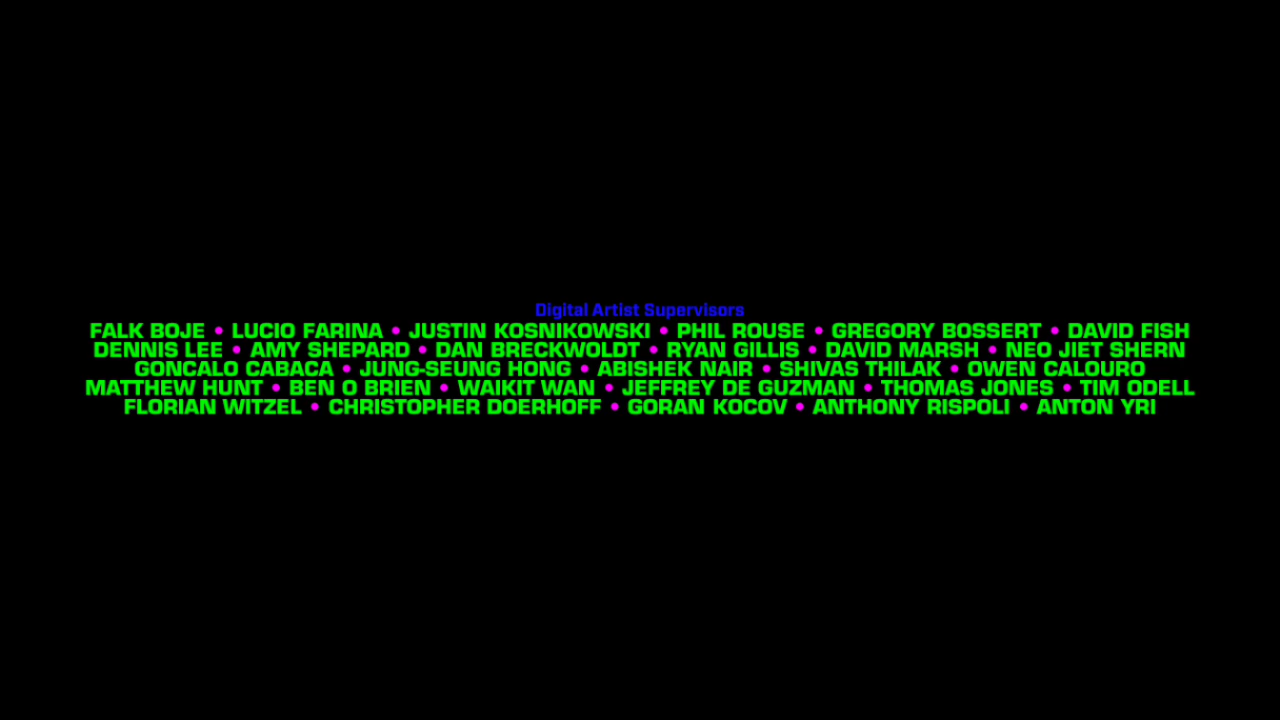 Digital Artist Supervisors
FALK BOJE • LUCIO FARINA • JUSTIN KOSNIKOWSKI • PHIL ROUSE • GREGORY BOSSERT • DAVID FISH
DENNIS LEE • AMY SHEPARD • DAN BRECKWOLDT • RYAN GILLIS • DAVID MARSH • NEO JIET SHERN
GONCALO CABACA • JUNG-SEUNG HONG • ABISHEK NAIR • SHIVAS THILAK • OWEN CALOURO
MATTHEW HUNT • BEN O BRIEN • WAIKIT WAN • JEFFREY DE GUZMAN • THOMAS JONES • TIM ODELL
FLORIAN WITZEL • CHRISTOPHER DOERHOFF • GORAN KOCOV • ANTHONY RISPOLI • ANTON YRI